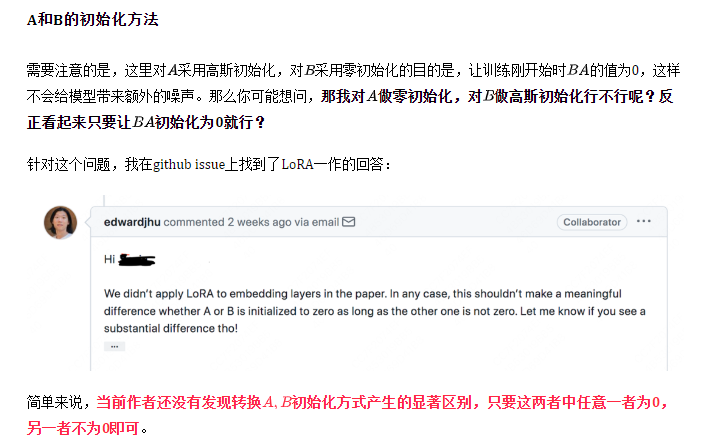 A和B的初始化方法
需要注意的是，这里对A采用高斯初始化，对B采用零初始化的目的是，让训练刚开始时BA的值为0，这样
不会给模型带来额外的噪声。那么你可能想问，那我对A做零初始化，对B做高斯初始化行不行呢？反
正看起来只要让BA初始化为0就行？
针对这个问题，我在github issue上找到了LoRA一作的回答：
edwardjhu commented 2 weeks ago via email
Collaborator
Hi
We didn't apply LoRA to embedding layers in the paper. In any case, this shouldn't make a meaningful
difference whether A or B is initialized to zero as long as the other one is not zero. Let me know if you see a
substantial difference tho!
简单来说，当前作者还没有发现转换A, B初始化方式产生的显著区别，只要这两者中任意一者为0，
另一者不为0即可。